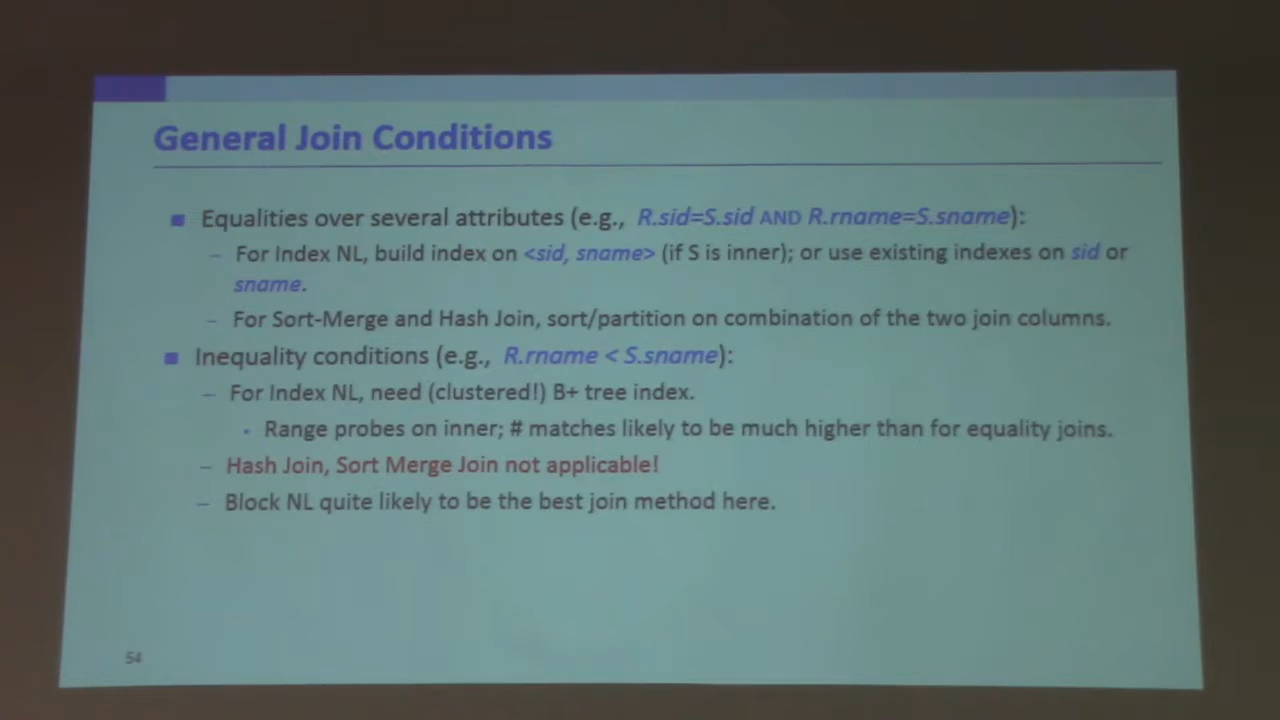 General Join Conditions
■ Equalities over several attributes (e.g., R.sid=S.sid AND R.rname=S.sname):
– For Index NL, build index on <sid, sname> (if S is inner); or use existing indexes on sid or
sname.
– For Sort-Merge and Hash Join, sort/partition on combination of the two join columns.
■ Inequality conditions (e.g., R.rname < S.sname):
– For Index NL, need (clustered!) B+ tree index.
• Range probes on inner; # matches likely to be much higher than for equality joins.
– Hash Join, Sort Merge Join not applicable!
– Block NL quite likely to be the best join method here.
54